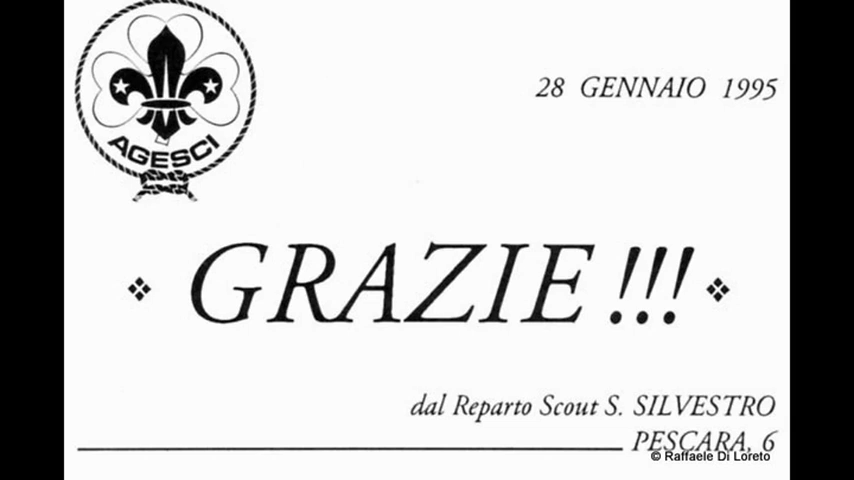 AGESCI
28 GENNAIO 1995
GRAZIE !!!
dal Reparto Scout S. SILVESTRO
PESCARA, 6
© Raffaele Di Loreto